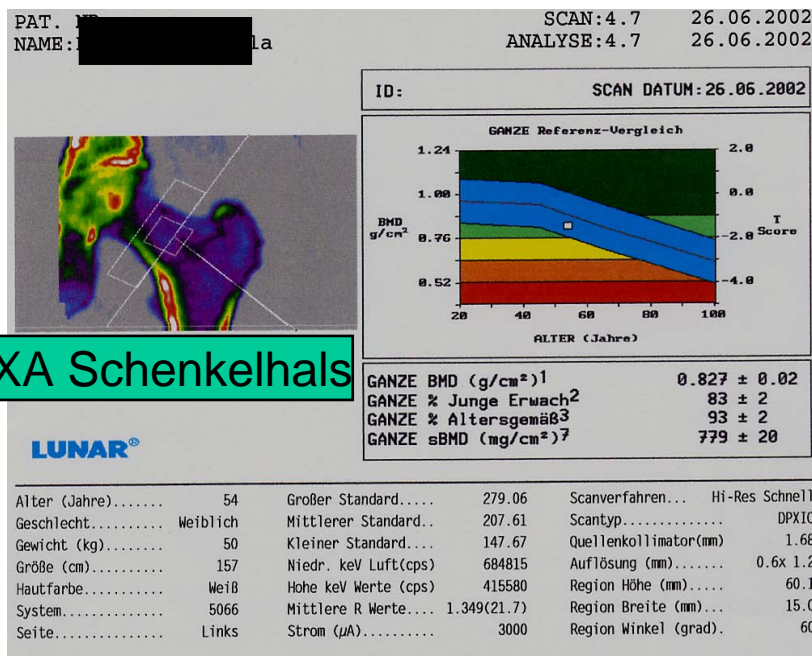 PAT. N
NAME: la
SCAN:4.7 26.06.2002
ANALYSE:4.7 26.06.2002
ID: SCAN DATUM:26.06.2002
GANZE Referenz-Vergleich
BMD g/cm²
1.24
1.00
0.76
0.52
2.0
0.0
-2.0
-4.0
T Score
20 40 60 80 100
ALTER (Jahre)
XA Schenkelhals
GANZE BMD (g/cm²)1 0.827 ± 0.02
GANZE % Junge Erwach2 83 ± 2
GANZE % Altersgemäß3 93 ± 2
GANZE sBMD (mg/cm²)7 779 ± 20
LUNAR®
Alter (Jahre)....... 54
Geschlecht.......... Weiblich
Gewicht (kg)........ 50
Größe (cm).......... 157
Hautfarbe........... Weiß
System.............. 5066
Seite............... Links
Großer Standard..... 279.06
Mittlerer Standard.. 207.61
Kleiner Standard.... 147.67
Niedr. keV Luft(cps) 684815
Hohe keV Werte (cps) 415580
Mittlere R Werte.... 1.349(21.7)
Strom (µA).......... 3000
Scanverfahren... Hi-Res Schnell
Scantyp.............. DPXIQ
Quellenkollimator(mm) 1.68
Auflösung (mm)....... 0.6x 1.2
Region Höhe (mm)..... 60.1
Region Breite (mm)... 15.0
Region Winkel (grad). 60